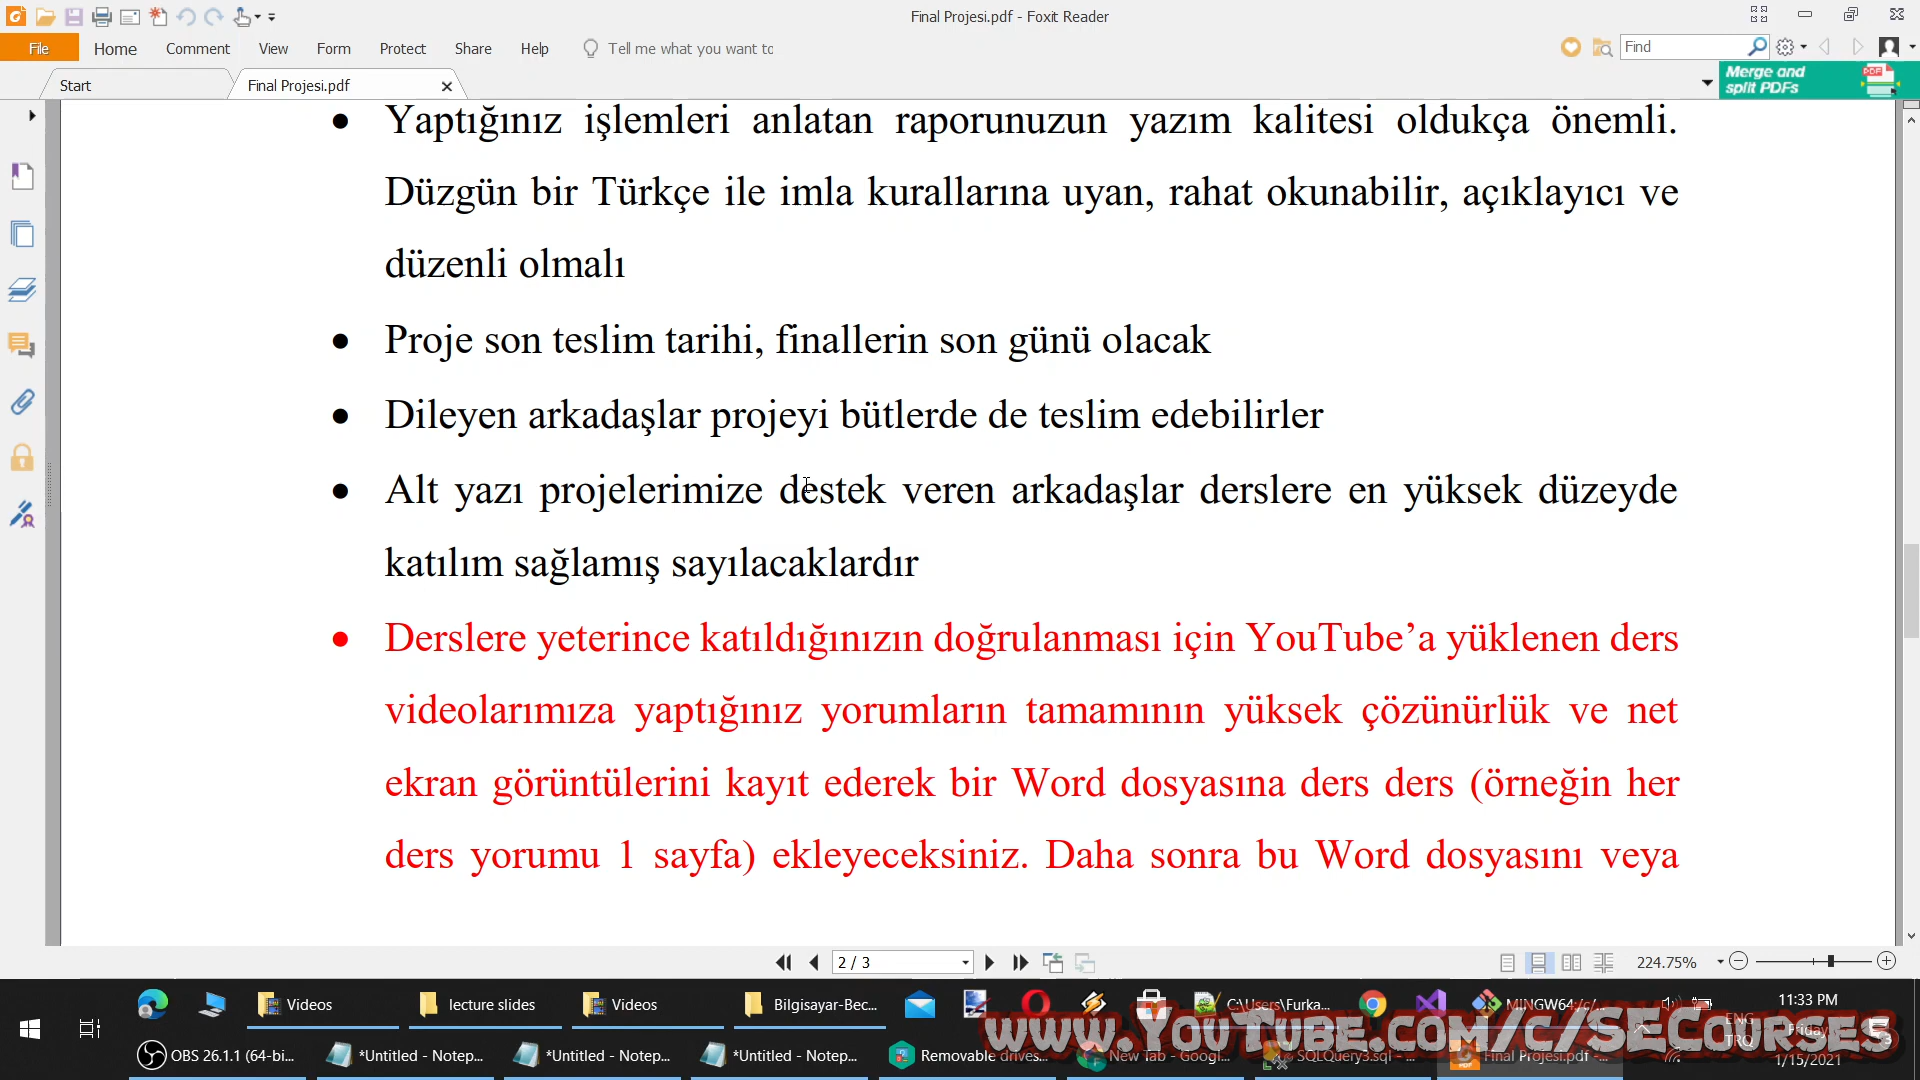 Final Projesi.pdf - Foxit Reader
File Home Comment View Form Protect Share Help Tell me what you want to Find
Start Final Projesi.pdf Merge and split PDFs
Yaptığınız işlemleri anlatan raporunuzun yazım kalitesi oldukça önemli.
Düzgün bir Türkçe ile imla kurallarına uyan, rahat okunabilir, açıklayıcı ve
düzenli olmalı
Proje son teslim tarihi, finallerin son günü olacak
Dileyen arkadaşlar projeyi bütlerde de teslim edebilirler
Alt yazı projelerimize destek veren arkadaşlar derslere en yüksek düzeyde
katılım sağlamış sayılacaklardır
Derslere yeterince katıldığınızın doğrulanması için YouTube’a yüklenen ders
videolarımıza yaptığınız yorumların tamamının yüksek çözünürlük ve net
ekran görüntülerini kayıt ederek bir Word dosyasına ders ders (örneğin her
ders yorumu 1 sayfa) ekleyeceksiniz. Daha sonra bu Word dosyasını veya
2 / 3 224.75%
Videos lecture slides Videos Bilgisayar-Bec... C:\Users\Furka... MINGW64:/c/... 11:33 PM
www.YouTube.com/c/SECourses
ENG Friday
OBS 26.1.1 (64-bi... *Untitled - Notep... *Untitled - Notep... *Untitled - Notep... Removable drives... New Tab - Googl... SQLQuery3.sql - ... Final Projesi.pdf - ... TRQ 1/15/2021